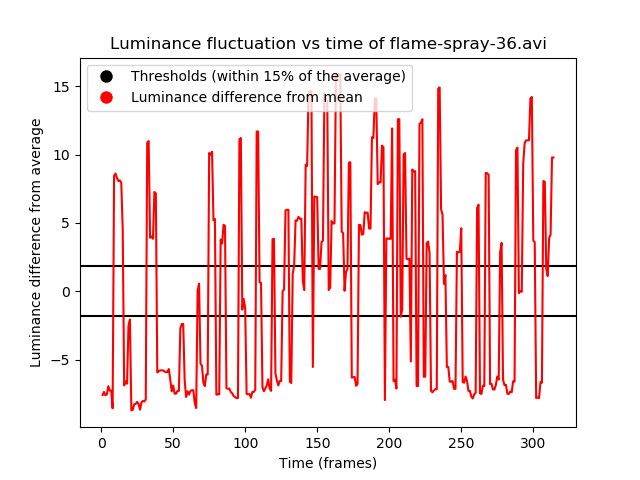 Luminance fluctuation vs time of flame-spray-36.avi
Thresholds (within 15% of the average)
Luminance difference from mean
Luminance difference from average
15
10
5
0
−5
0 50 100 150 200 250 300
Time (frames)